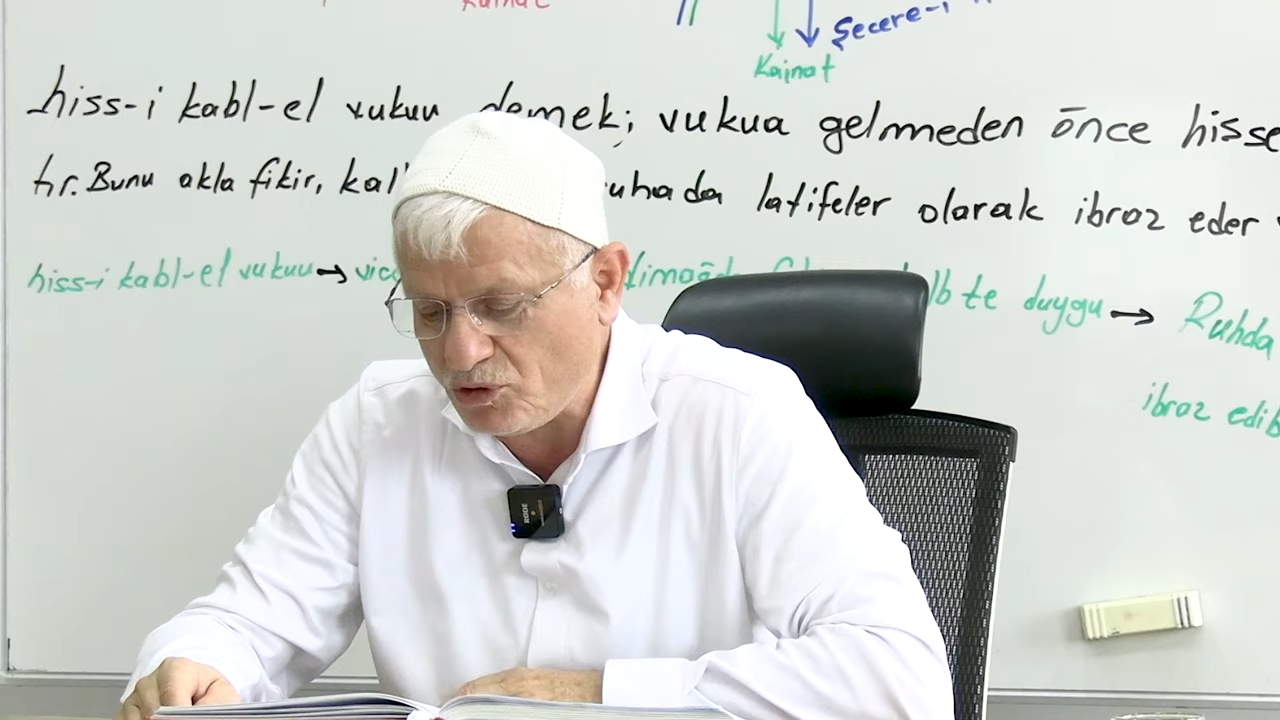 Şecere-i
Kainat
hiss-i kabl-el vukuu demek; vukua gelmeden önce hisse
tır. Bunu akla fikir, kal uhada latifeler olarak ibraz eder
hiss-i kabl-el vukuu → vic dimağda lb te duygu → Ruhda
ibraz edib
RODE